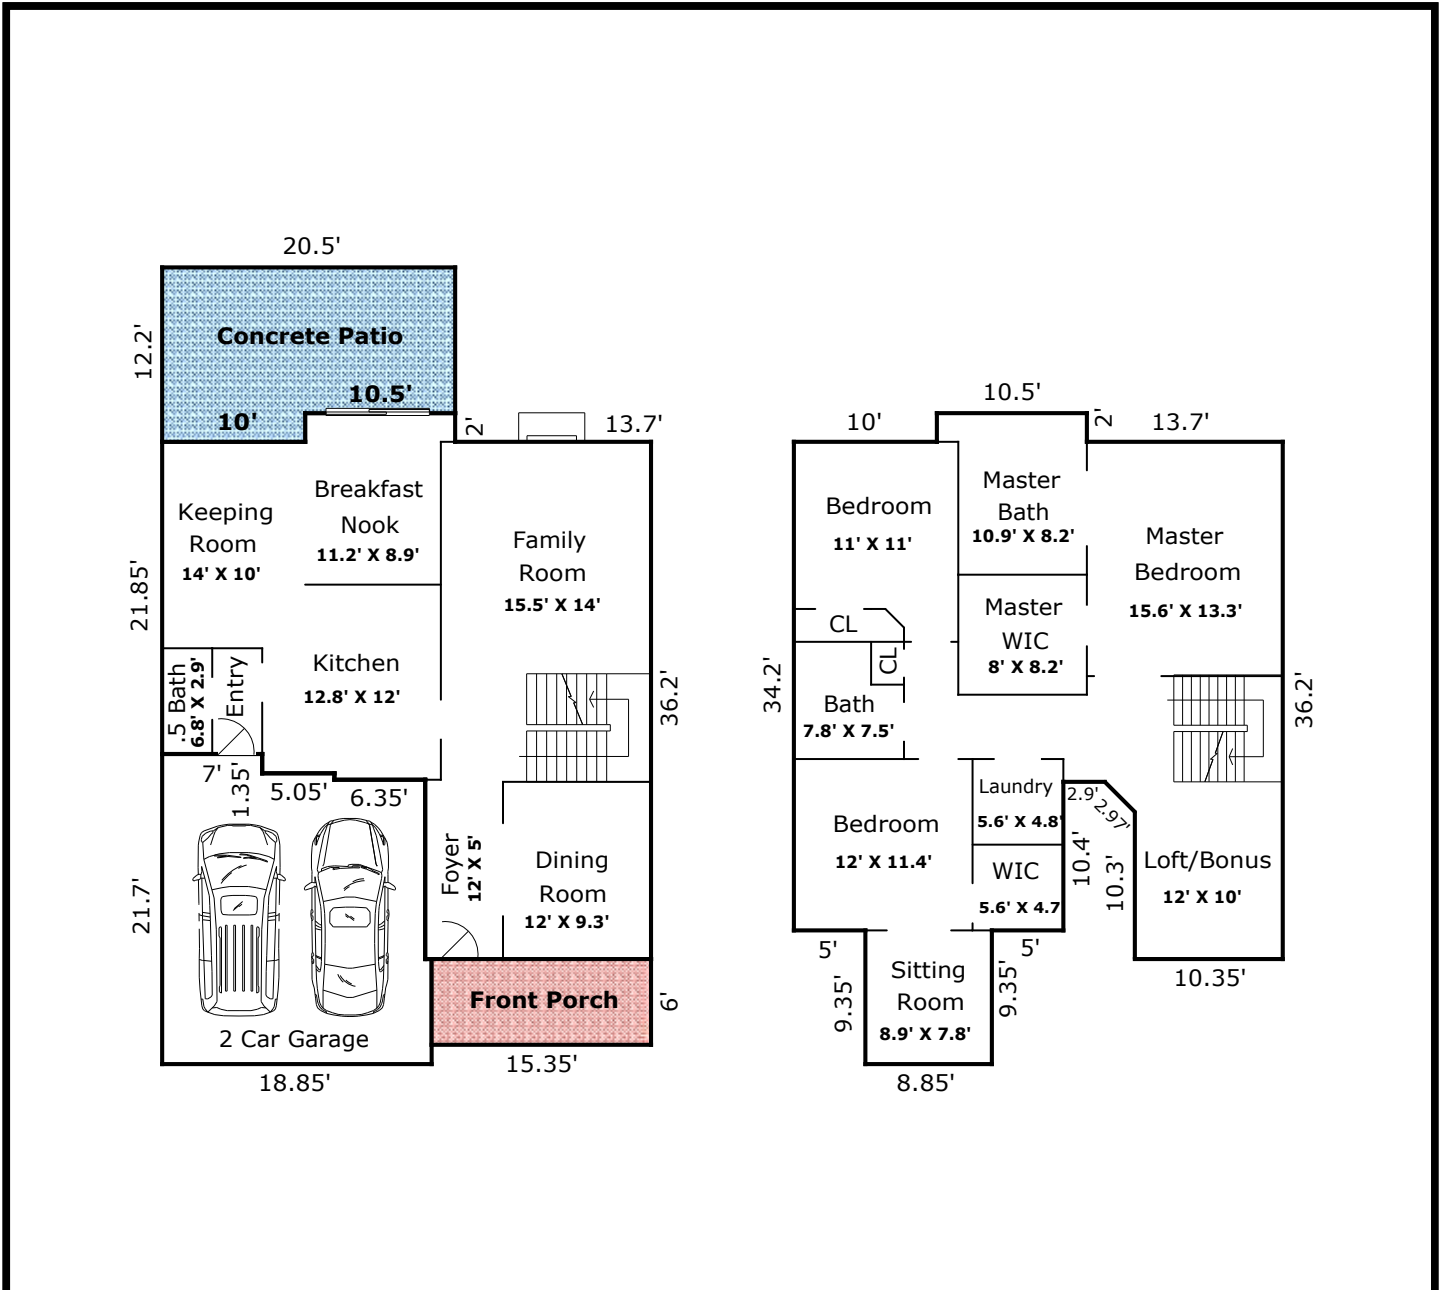 20.5'
12.2'
Concrete Patio
10.5'
10'
2'
13.7'
Keeping
Room
14' X 10'
Breakfast
Nook
11.2' X 8.9'
Family
Room
15.5' X 14'
21.85'
.5 Bath
6.8' X 2.9'
Entry
Kitchen
12.8' X 12'
36.2'
7'
1.35'
5.05'
6.35'
21.7'
Foyer
12' X 5'
Dining
Room
12' X 9.3'
Front Porch
6'
2 Car Garage
18.85'
15.35'
10.5'
10'
2'
13.7'
Bedroom
11' X 11'
Master
Bath
10.9' X 8.2'
Master
Bedroom
15.6' X 13.3'
CL
CL
Master
WIC
8' X 8.2'
34.2'
Bath
7.8' X 7.5'
36.2'
Laundry
5.6' X 4.8'
2.9'
2.97'
Bedroom
12' X 11.4'
10.4'
10.3'
Loft/Bonus
12' X 10'
WIC
5.6' X 4.7
5'
5'
9.35'
Sitting
Room
8.9' X 7.8'
9.35'
10.35'
8.85'